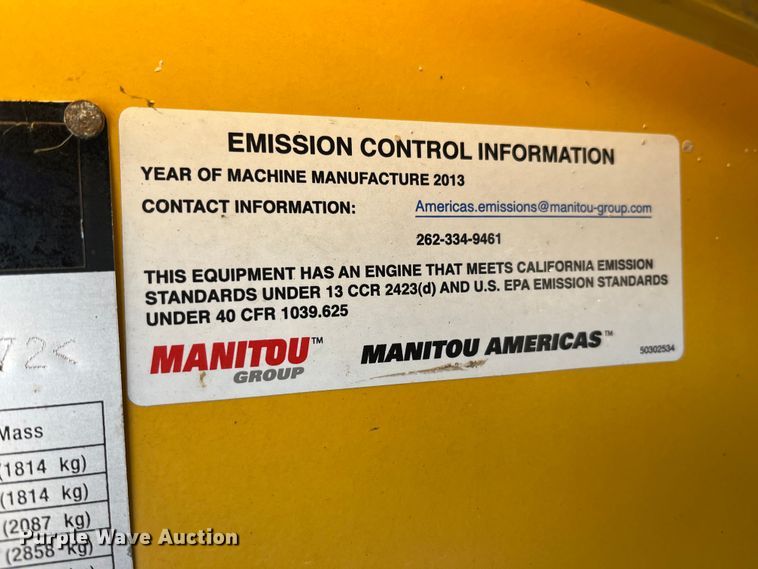 EMISSION CONTROL INFORMATION
YEAR OF MACHINE MANUFACTURE 2013
CONTACT INFORMATION: Americas.emissions@manitou-group.com
262-334-9461
THIS EQUIPMENT HAS AN ENGINE THAT MEETS CALIFORNIA EMISSION
STANDARDS UNDER 13 CCR 2423(d) AND U.S. EPA EMISSION STANDARDS
UNDER 40 CFR 1039.625
MANITOU™
GROUP
MANITOU AMERICAS™
50302534
Mass
(1814 kg)
(1814 kg)
(2087 kg)
(2858 kg)
Purple Wave Auction